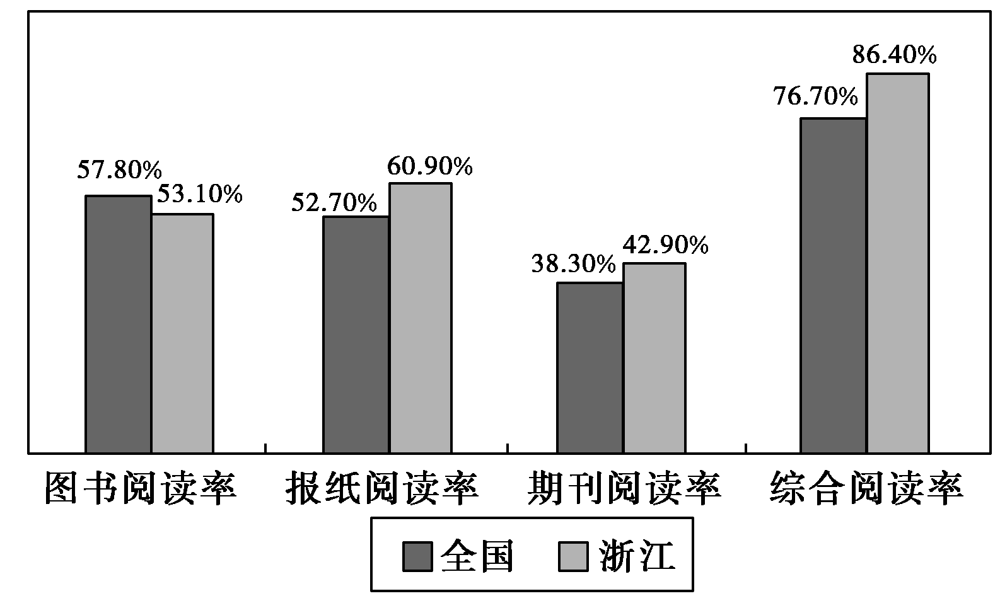 86.40%
76.70%
57.80%
53.10%
52.70%
60.90%
38.30%
42.90%
图书阅读率
报纸阅读率
期刊阅读率
综合阅读率
全国
浙江